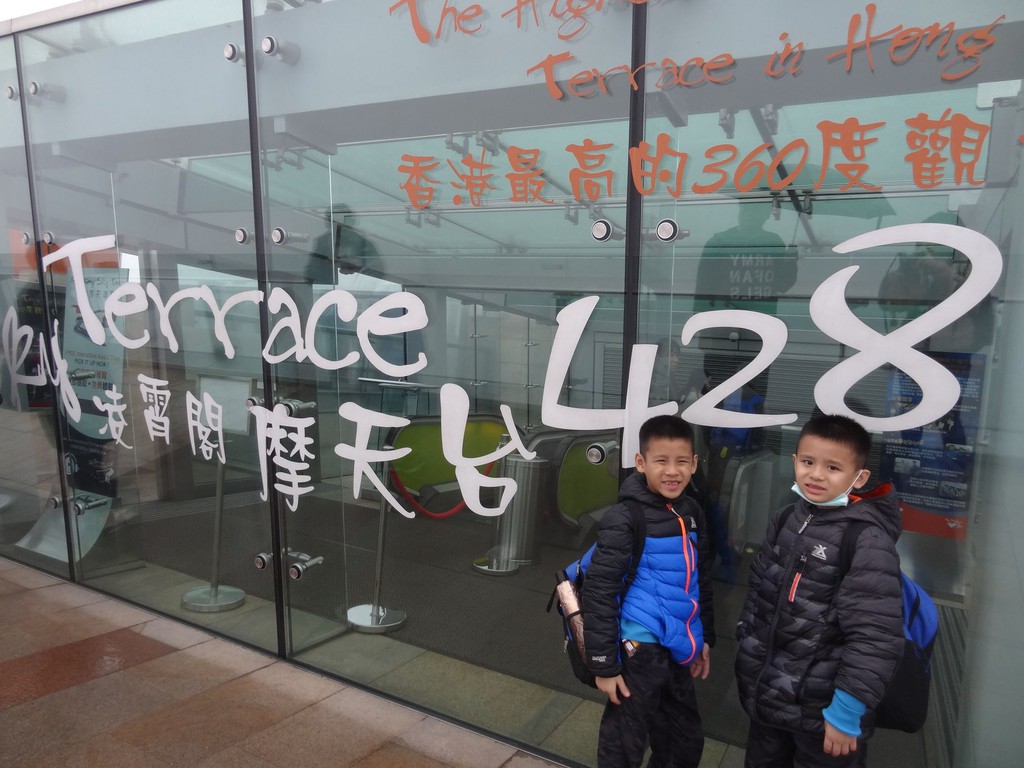 The
Terrace in Hong
香港最高的360度觀
Sky Terrace 428
凌霄閣摩天台